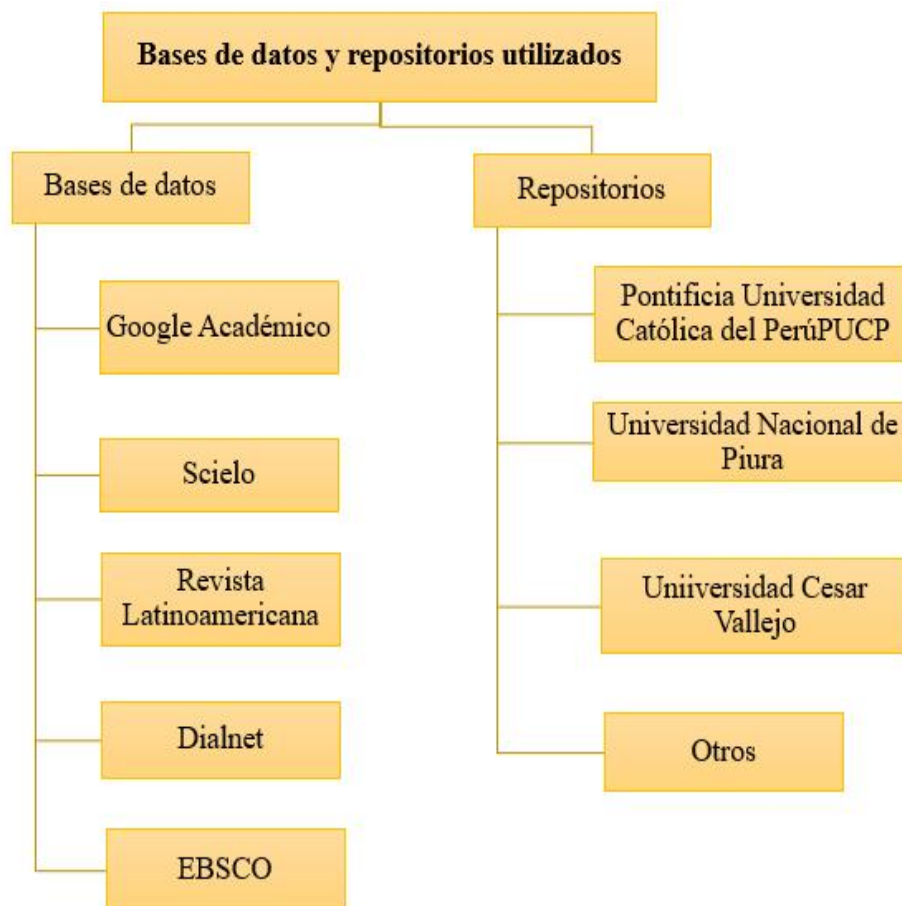 Bases de datos y repositorios utilizados
Bases de datos
Google Académico
Scielo
Revista
Latinoamericana
Dialnet
EBSCO
Repositorios
Pontificia Universidad
Católica del PerúPUCP
Universidad Nacional de
Piura
Uniiversidad Cesar
Vallejo
Otros